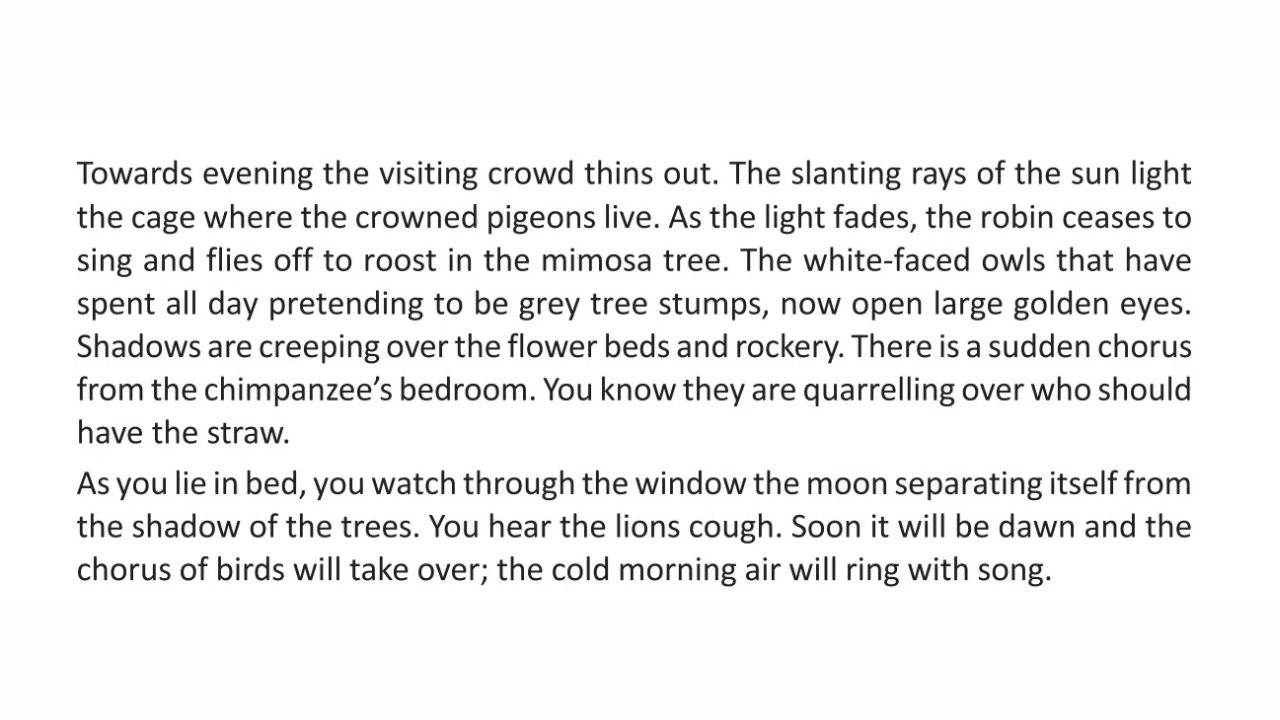 Towards evening the visiting crowd thins out. The slanting rays of the sun light
the cage where the crowned pigeons live. As the light fades, the robin ceases to
sing and flies off to roost in the mimosa tree. The white-faced owls that have
spent all day pretending to be grey tree stumps, now open large golden eyes.
Shadows are creeping over the flower beds and rockery. There is a sudden chorus
from the chimpanzee’s bedroom. You know they are quarrelling over who should
have the straw.
As you lie in bed, you watch through the window the moon separating itself from
the shadow of the trees. You hear the lions cough. Soon it will be dawn and the
chorus of birds will take over; the cold morning air will ring with song.